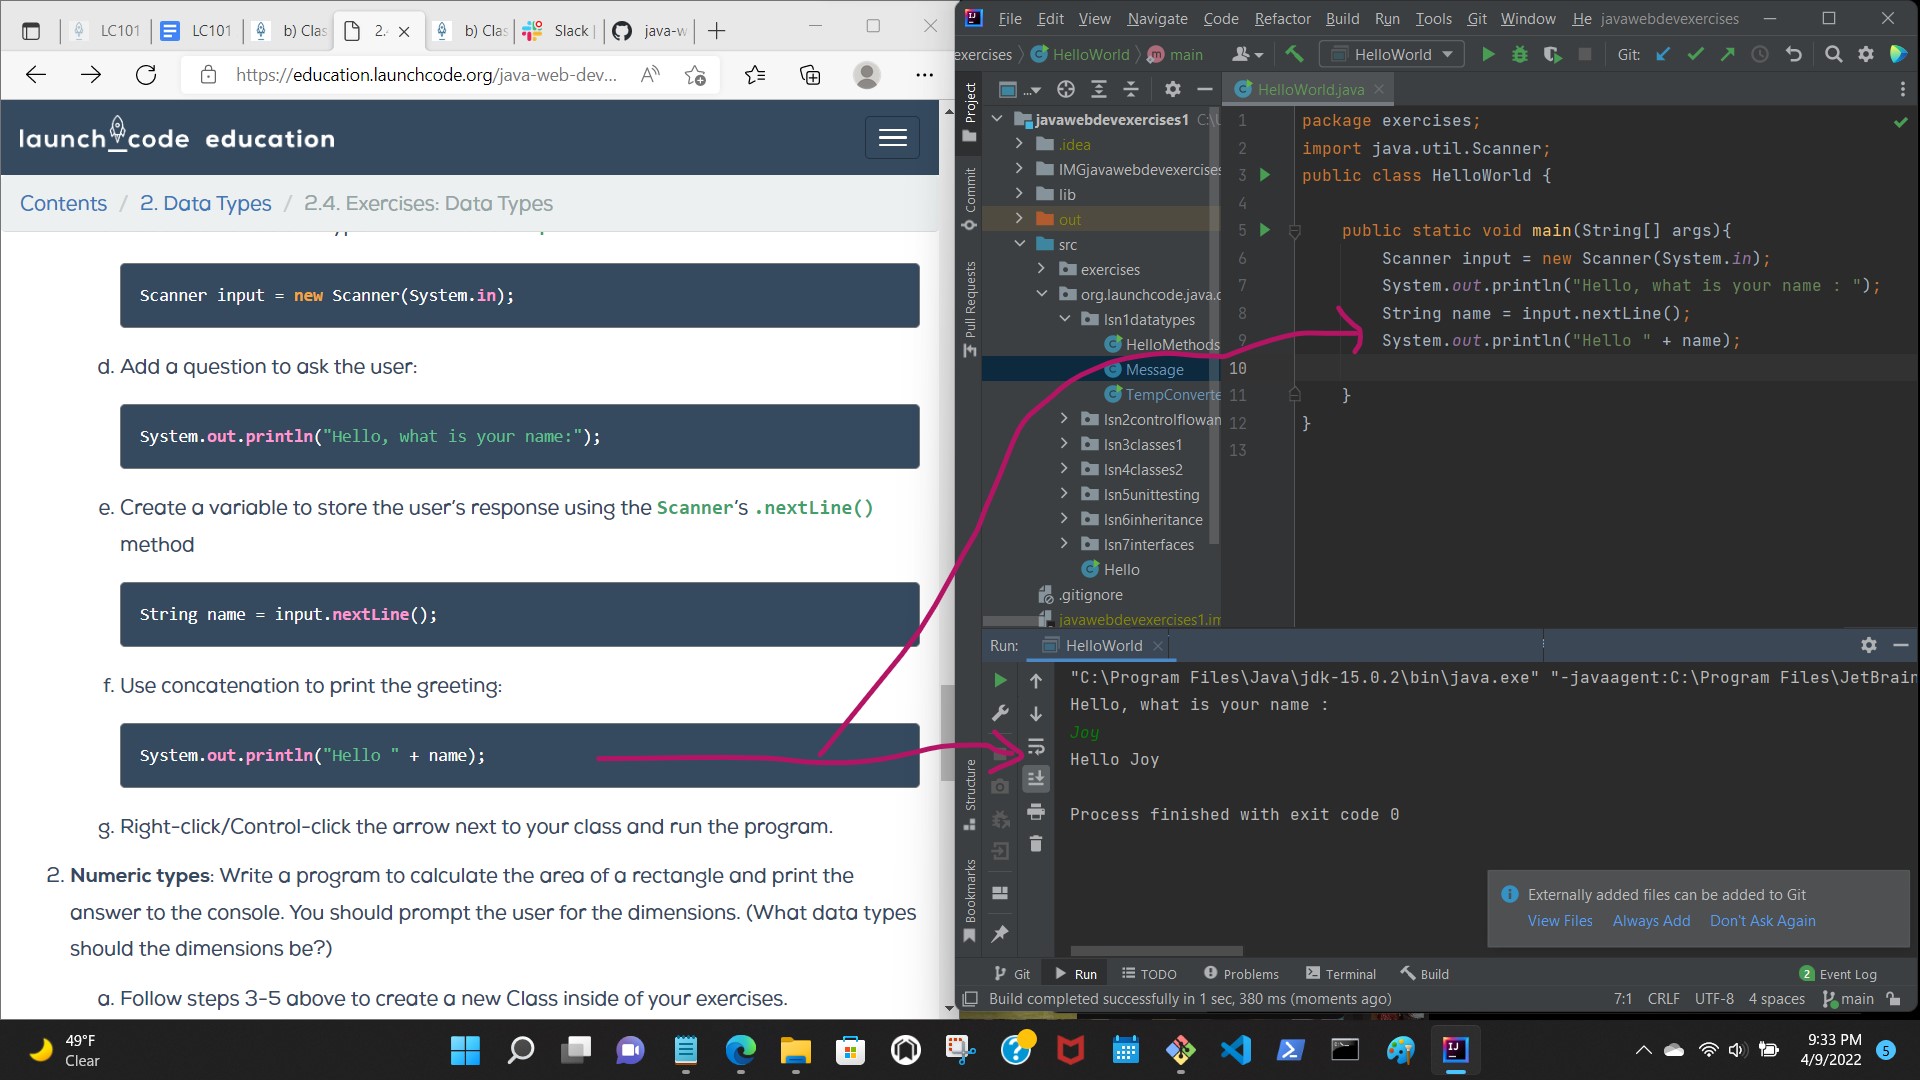 LC101
LC101
b) Clas
2.
b) Clas
Slack
java-w
https://education.launchcode.org/java-web-dev...
launch_code education
Contents / 2. Data Types / 2.4. Exercises: Data Types
Scanner input = new Scanner(System.in);
d. Add a question to ask the user:
System.out.println("Hello, what is your name:");
e. Create a variable to store the user's response using the Scanner's .nextLine()
method
String name = input.nextLine();
f. Use concatenation to print the greeting:
System.out.println("Hello " + name);
g. Right-click/Control-click the arrow next to your class and run the program.
2. Numeric types: Write a program to calculate the area of a rectangle and print the
answer to the console. You should prompt the user for the dimensions. (What data types
should the dimensions be?)
a. Follow steps 3-5 above to create a new Class inside of your exercises.
File Edit View Navigate Code Refactor Build Run Tools Git Window He javawebdevexercises
exercises HelloWorld main HelloWorld Git:
Project
Commit
Pull Requests
Structure
Bookmarks
javawebdevexercises1
.idea
IMGjavawebdevexercises
lib
out
src
exercises
org.launchcode.java.d
lsn1datatypes
HelloMethods
Message
TempConverte
lsn2controlflowan
lsn3classes1
lsn4classes2
lsn5unittesting
lsn6inheritance
lsn7interfaces
Hello
.gitignore
javawebdevexercises1.im
HelloWorld.java
1 package exercises;
2 import java.util.Scanner;
3 public class HelloWorld {
4
5 public static void main(String[] args){
6 Scanner input = new Scanner(System.in);
7 System.out.println("Hello, what is your name : ");
8 String name = input.nextLine();
9 System.out.println("Hello " + name);
10
11 }
12 }
13
Run: HelloWorld
"C:\Program Files\Java\jdk-15.0.2\bin\java.exe" "-javaagent:C:\Program Files\JetBrain
Hello, what is your name :
Joy
Hello Joy
Process finished with exit code 0
Externally added files can be added to Git
View Files Always Add Don't Ask Again
Git Run TODO Problems Terminal Build 2 Event Log
Build completed successfully in 1 sec, 380 ms (moments ago) 7:1 CRLF UTF-8 4 spaces main
49°F
Clear
9:33 PM
4/9/2022
5